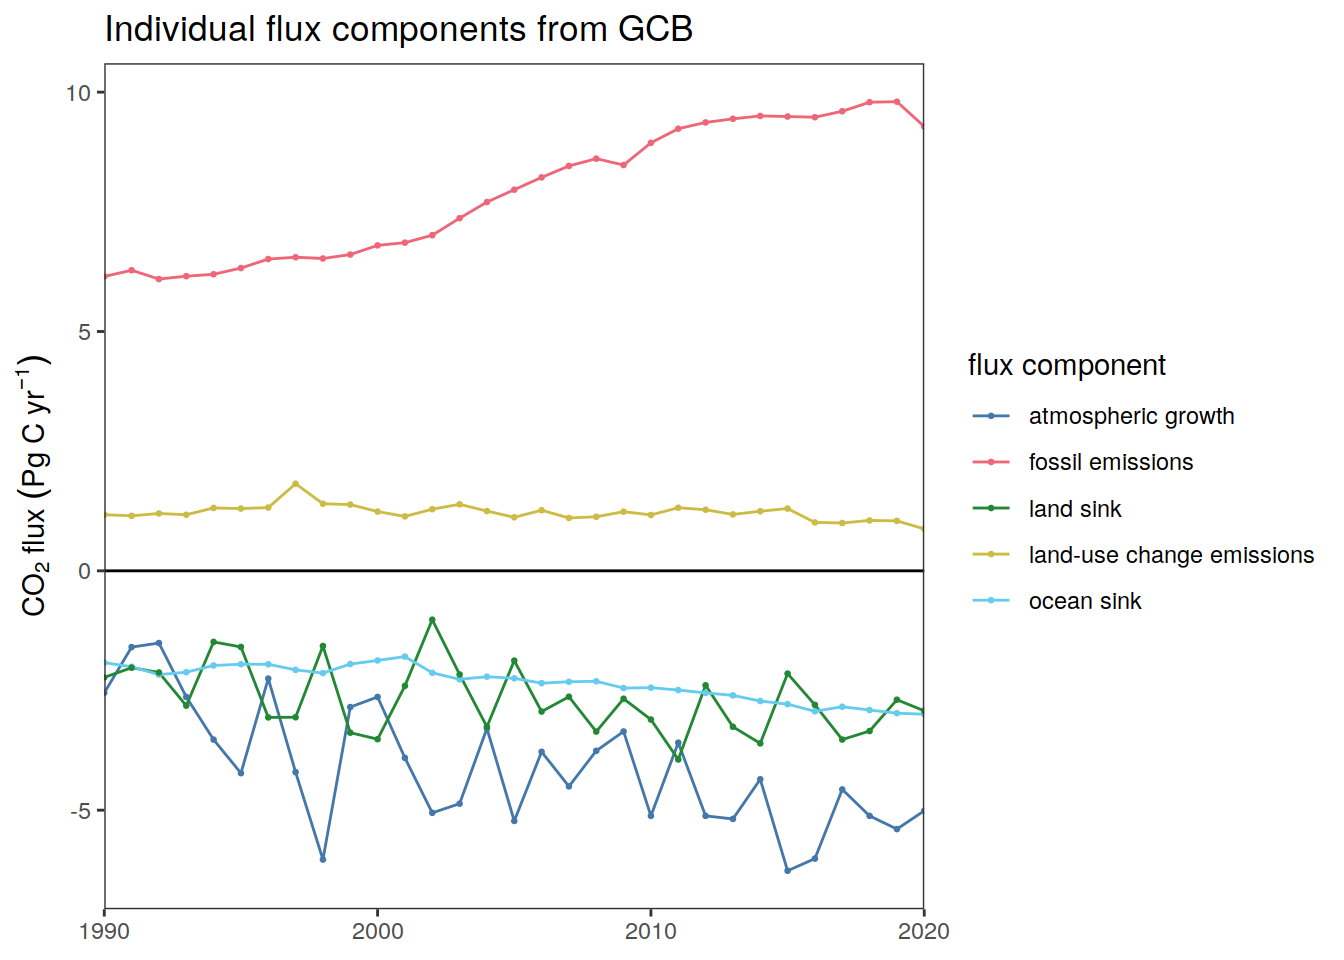 Individual flux components from GCB
CO₂ flux (Pg C yr⁻¹)
10
5
0
-5
1990
2000
2010
2020
flux component
atmospheric growth
fossil emissions
land sink
land-use change emissions
ocean sink